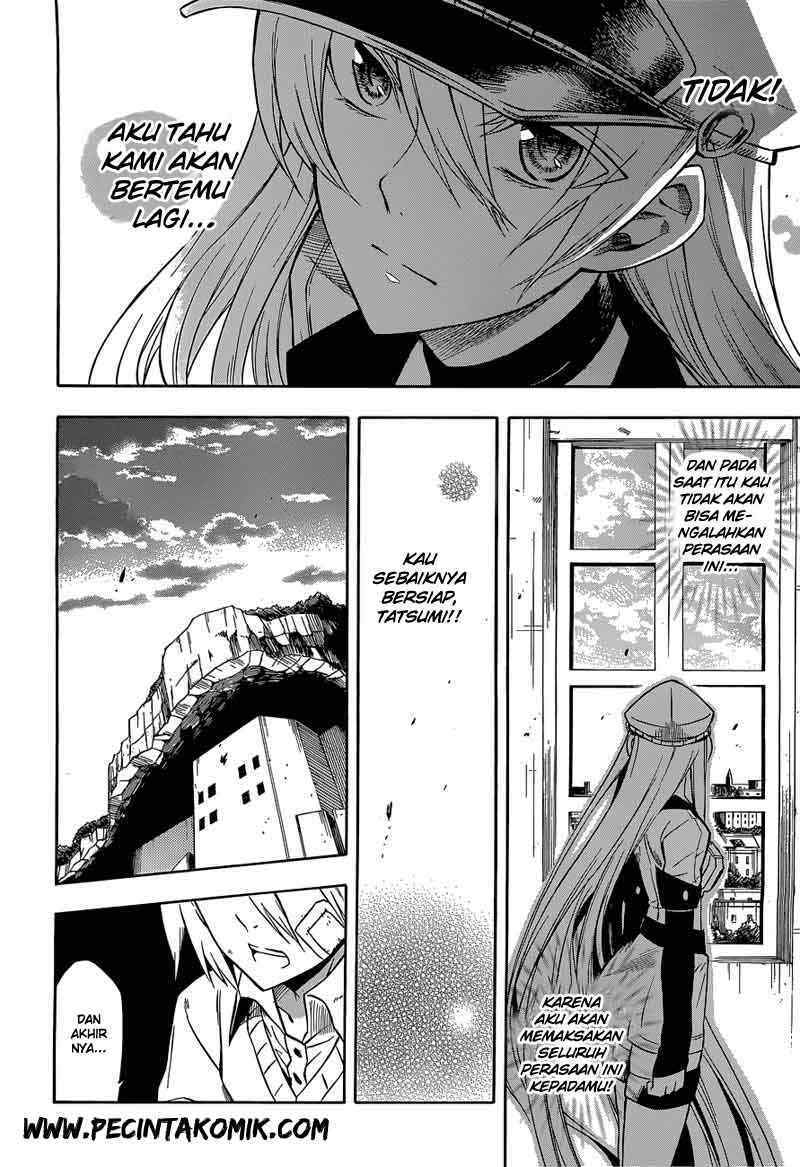 TIDAK!
AKU TAHU
KAMI AKAN
BERTEMU
LAGI...
DAN PADA
SAAT ITU KAU
TIDAK AKAN
BISA ME-
NGALAHKAN
PERASAAN
INI...
KARENA
AKU AKAN
MEMAKSAKAN
SELURUH
PERASAAN INI
KEPADAMU!
KAU
SEBAIKNYA
BERSIAP,
TATSUMI!!
DAN
AKHIR
NYA...
WWW.PECINTAKOMIK.COM